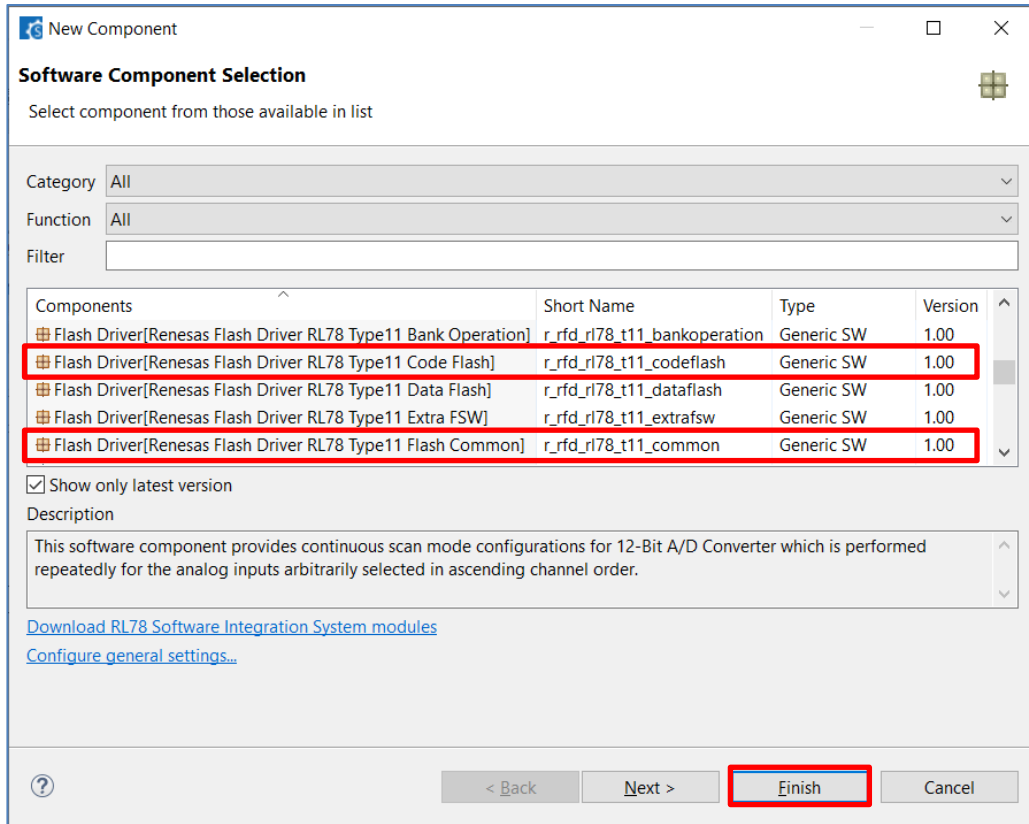 New Component
Software Component Selection
Select component from those available in list
Category All
Function All
Filter
Components Short Name Type Version
Flash Driver[Renesas Flash Driver RL78 Type11 Bank Operation] r_rfd_rl78_t11_bankoperation Generic SW 1.00
Flash Driver[Renesas Flash Driver RL78 Type11 Code Flash] r_rfd_rl78_t11_codeflash Generic SW 1.00
Flash Driver[Renesas Flash Driver RL78 Type11 Data Flash] r_rfd_rl78_t11_dataflash Generic SW 1.00
Flash Driver[Renesas Flash Driver RL78 Type11 Extra FSW] r_rfd_rl78_t11_extrafsw Generic SW 1.00
Flash Driver[Renesas Flash Driver RL78 Type11 Flash Common] r_rfd_rl78_t11_common Generic SW 1.00
Show only latest version
Description
This software component provides continuous scan mode configurations for 12-Bit A/D Converter which is performed
repeatedly for the analog inputs arbitrarily selected in ascending channel order.
Download RL78 Software Integration System modules
Configure general settings...
? < Back Next > Finish Cancel